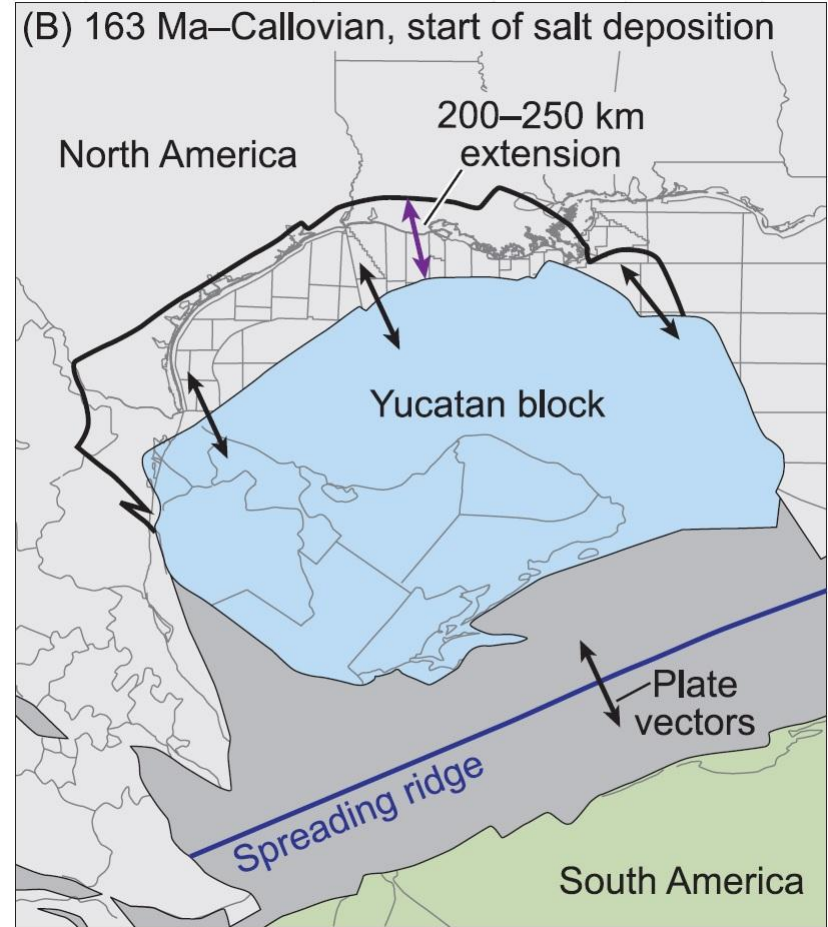 (B) 163 Ma–Callovian, start of salt deposition
200–250 km
extension
North America
Yucatan block
Plate
vectors
Spreading ridge
South America